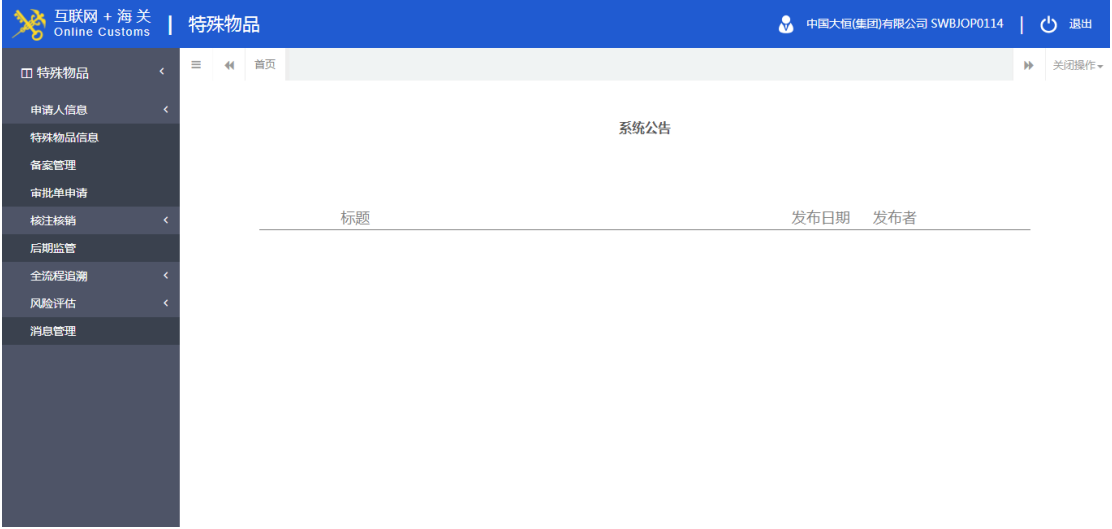 互联网 + 海关
Online Customs
特殊物品
中国大恒(集团)有限公司 SWBJOP0114
退出
特殊物品
首页
关闭操作
申请人信息
特殊物品信息
备案管理
审批单申请
核注核销
后期监管
全流程追溯
风险评估
消息管理
系统公告
标题 发布日期 发布者